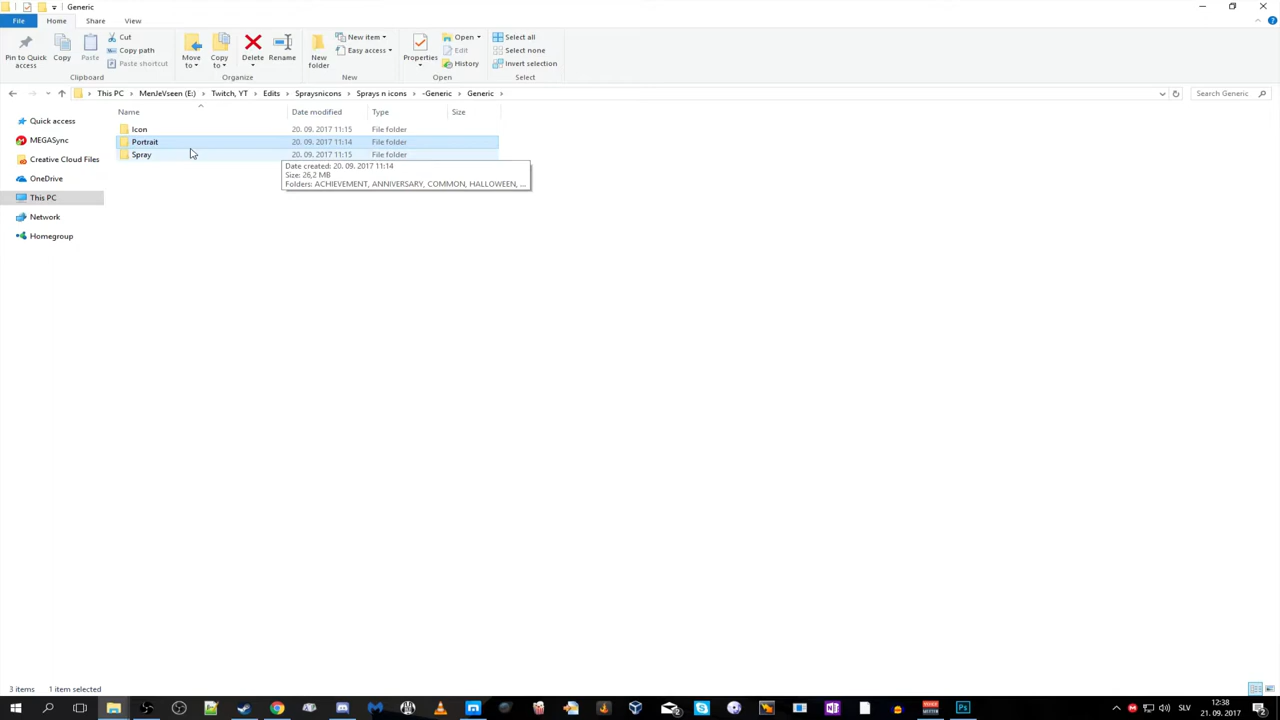 Generic
File Home Share View
Pin to Quick access
Copy
Paste
Cut
Copy path
Paste shortcut
Clipboard
Move to
Copy to
Delete
Rename
Organize
New folder
New item
Easy access
New
Properties
Open
Edit
History
Open
Select all
Select none
Invert selection
Select
This PC MenJeVseen (E:) Twitch, YT Edits Spraysnicons Sprays n icons -Generic Generic
Search Generic
Name Date modified Type Size
Quick access
MEGASync
Creative Cloud Files
OneDrive
This PC
Network
Homegroup
Icon 20. 09. 2017 11:15 File folder
Portrait 20. 09. 2017 11:14 File folder
Spray 20. 09. 2017 11:15 File folder
Date created: 20. 09. 2017 11:14
Size: 26,2 MB
Folders: ACHIEVEMENT, ANNIVERSARY, COMMON, HALLOWEEN, ...
3 items 1 item selected
SLV
12:38
21. 09. 2017